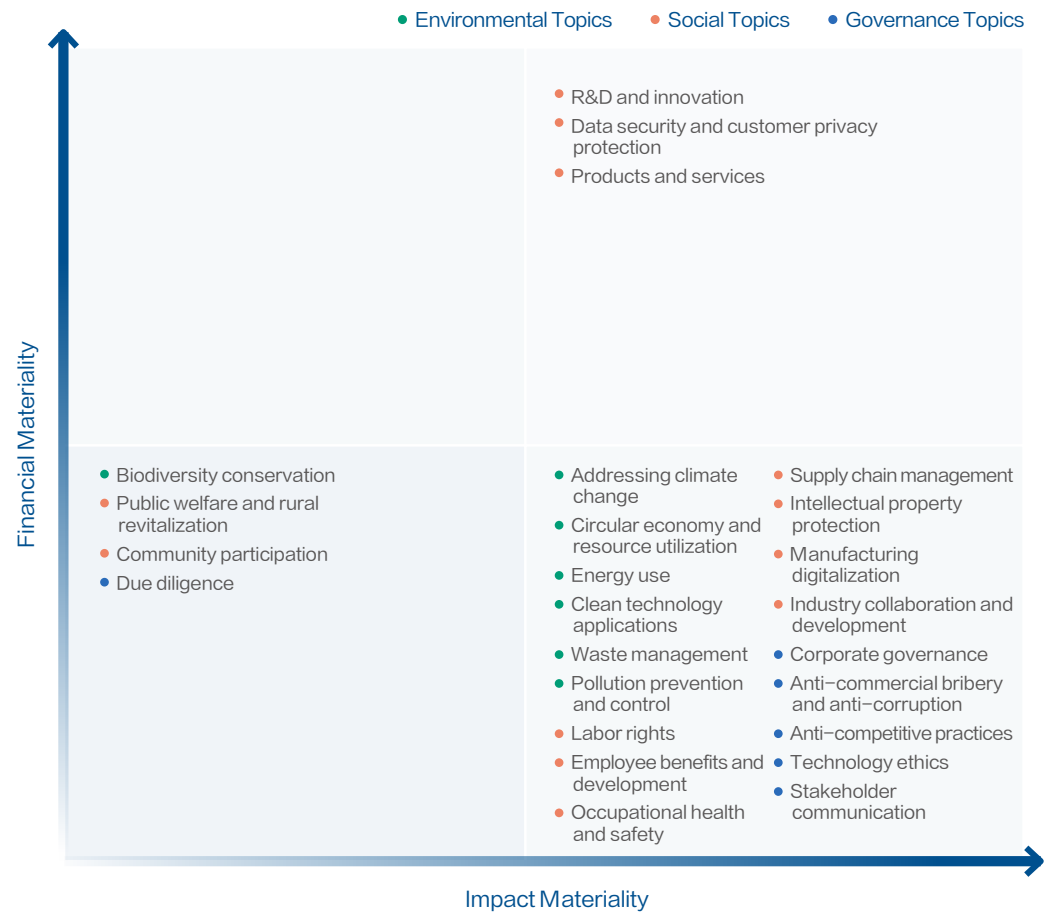 Environmental Topics
Social Topics
Governance Topics
Financial Materiality
R&D and innovation
Data security and customer privacy
protection
Products and services
Biodiversity conservation
Public welfare and rural
revitalization
Community participation
Due diligence
Addressing climate
change
Circular economy and
resource utilization
Energy use
Clean technology
applications
Waste management
Pollution prevention
and control
Labor rights
Employee benefits and
development
Occupational health
and safety
Supply chain management
Intellectual property
protection
Manufacturing
digitalization
Industry collaboration and
development
Corporate governance
Anti-commercial bribery
and anti-corruption
Anti-competitive practices
Technology ethics
Stakeholder
communication
Impact Materiality